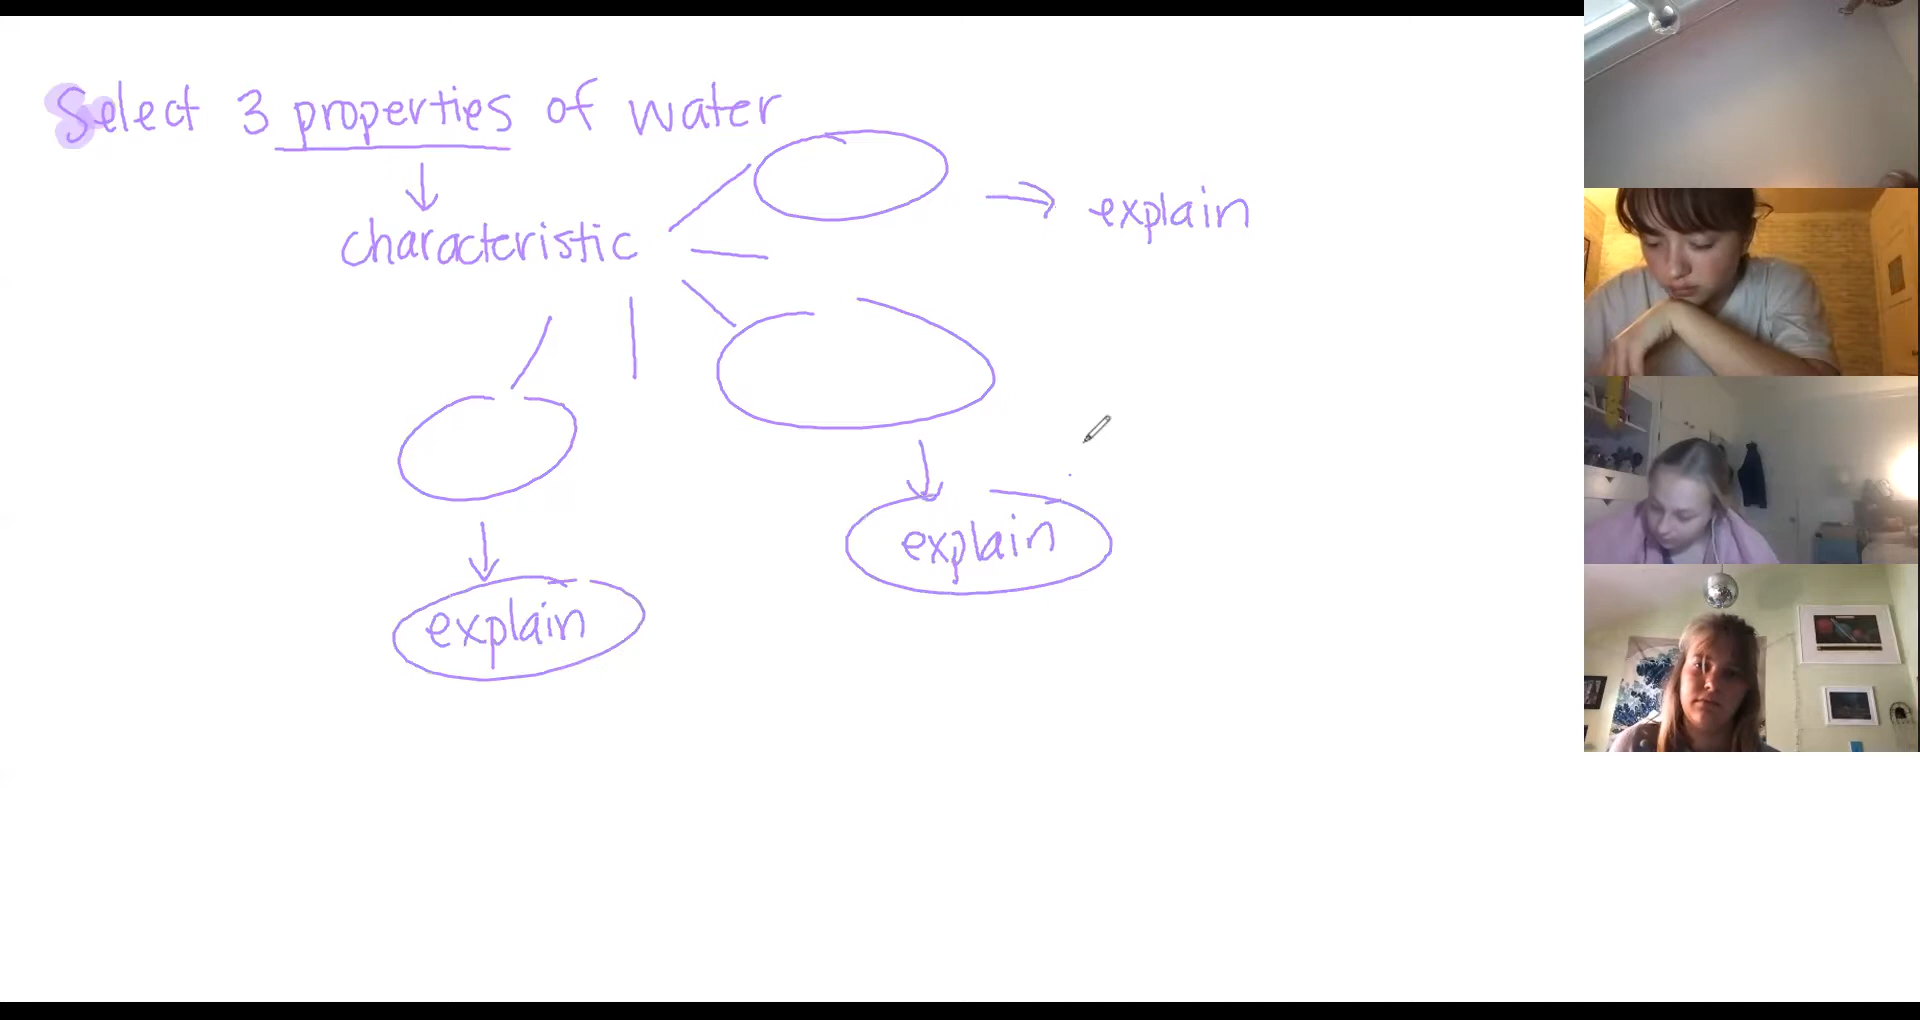 Select 3 properties of water
characteristic
explain
explain
explain